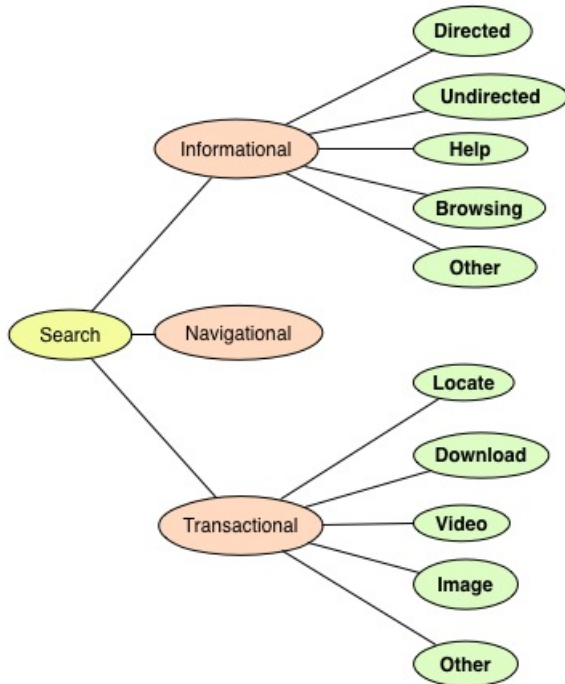 Directed
Undirected
Informational
Help
Browsing
Other
Search
Navigational
Locate
Download
Transactional
Video
Image
Other